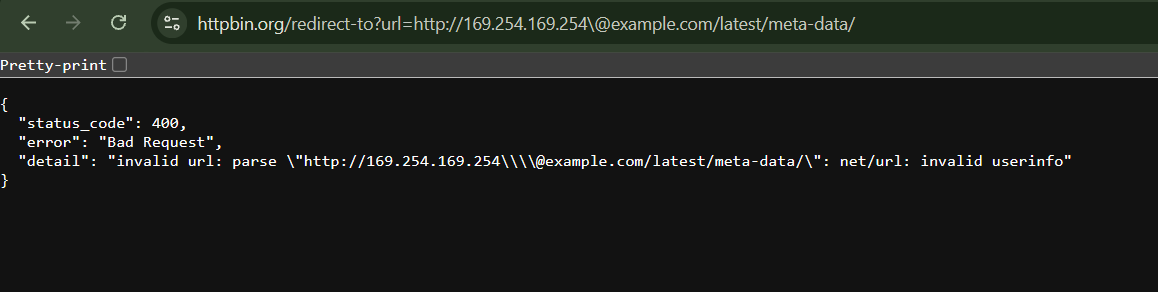 httpbin.org/redirect-to?url=http://169.254.169.254\@example.com/latest/meta-data/
Pretty-print
{
  "status_code": 400,
  "error": "Bad Request",
  "detail": "invalid url: parse \"http://169.254.169.254\\\\@example.com/latest/meta-data/\": net/url: invalid userinfo"
}